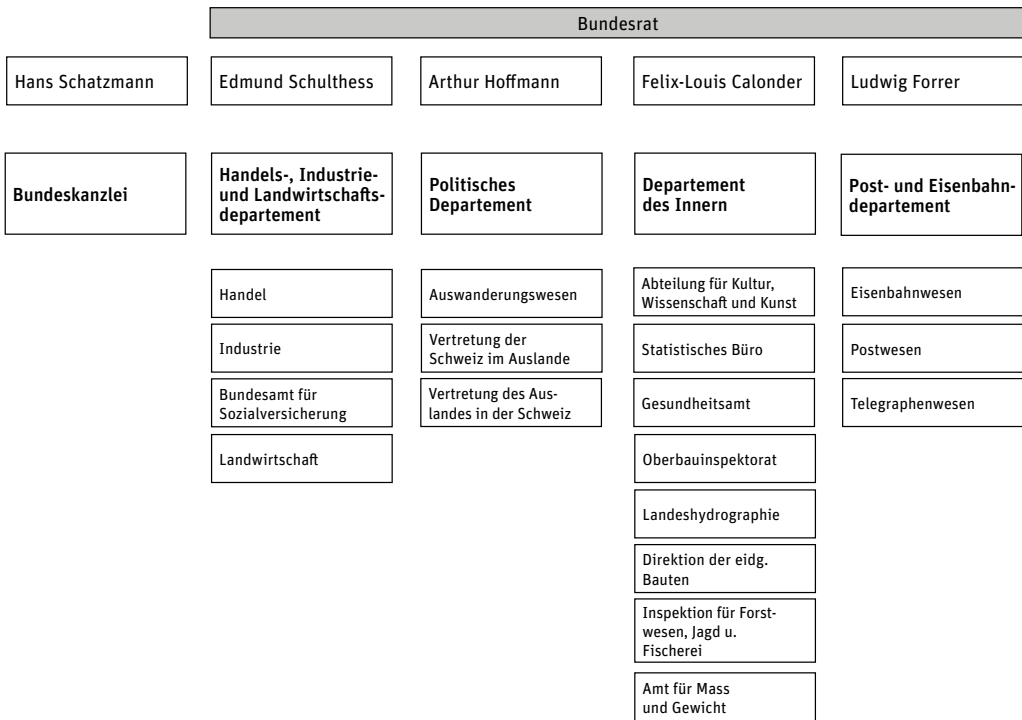 Bundesrat
Hans Schatzmann
Edmund Schulthess
Arthur Hoffmann
Felix-Louis Calonder
Ludwig Forrer
Bundeskanzlei
Handels-, Industrie-
und Landwirtschafts-
departement
Politisches
Departement
Departement
des Innern
Post- und Eisenbahn-
departement
Handel
Industrie
Bundesamt für
Sozialversicherung
Landwirtschaft
Auswanderungswesen
Vertretung der
Schweiz im Auslande
Vertretung des Aus-
landes in der Schweiz
Abteilung für Kultur,
Wissenschaft und Kunst
Statistisches Büro
Gesundheitsamt
Oberbauinspektorat
Landeshydrographie
Direktion der eidg.
Bauten
Inspektion für Forst-
wesen, Jagd u.
Fischerei
Amt für Mass
und Gewicht
Eisenbahnwesen
Postwesen
Telegraphenwesen